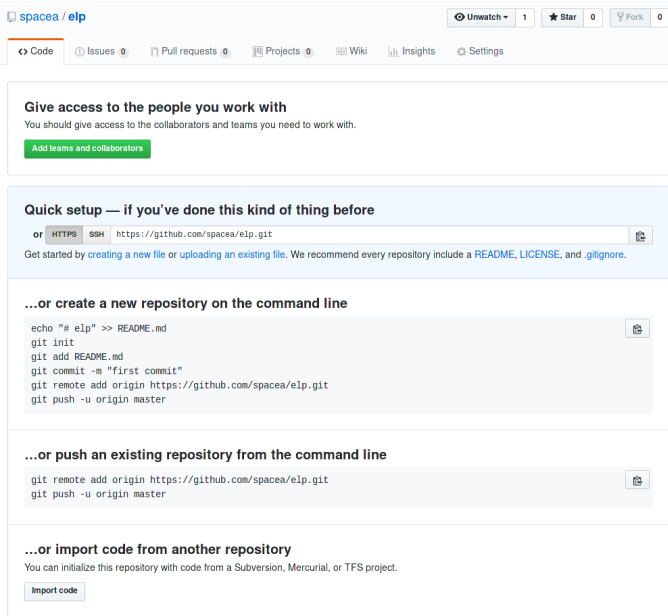 spacea / elp
Unwatch 1 Star 0 Fork 0
Code Issues 0 Pull requests 0 Projects 0 Wiki Insights Settings
Give access to the people you work with
You should give access to the collaborators and teams you need to work with.
Add teams and collaborators
Quick setup — if you've done this kind of thing before
or HTTPS SSH https://github.com/spacea/elp.git
Get started by creating a new file or uploading an existing file. We recommend every repository include a README, LICENSE, and .gitignore.
…or create a new repository on the command line
echo "# elp" >> README.md
git init
git add README.md
git commit -m "first commit"
git remote add origin https://github.com/spacea/elp.git
git push -u origin master
…or push an existing repository from the command line
git remote add origin https://github.com/spacea/elp.git
git push -u origin master
…or import code from another repository
You can initialize this repository with code from a Subversion, Mercurial, or TFS project.
Import code